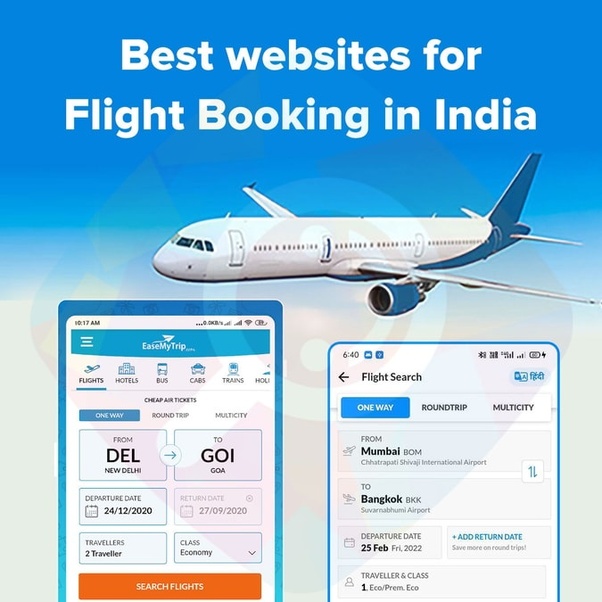 Best websites for
Flight Booking in India
10:17 AM
...0.0KB/s
EaseMyTrip.com
FLIGHTS HOTELS BUS CABS TRAINS HOLI
CHEAP AIR TICKETS
ONE WAY ROUND TRIP MULTICITY
FROM TO
DEL GOI
NEW DELHI GOA
DEPARTURE DATE RETURN DATE
24/12/2020 27/09/2020
TRAVELLERS CLASS
2 Traveller Economy
SEARCH FLIGHTS
6:40
Flight Search हिंदी
ONE WAY ROUNDTRIP MULTICITY
FROM
Mumbai BOM
Chhatrapati Shivaji International Airport
TO
Bangkok BKK
Suvarnabhumi Airport
DEPARTURE DATE + ADD RETURN DATE
25 Feb Fri, 2022 Save more on round trips!
TRAVELLER & CLASS
1, Eco/Prem. Eco